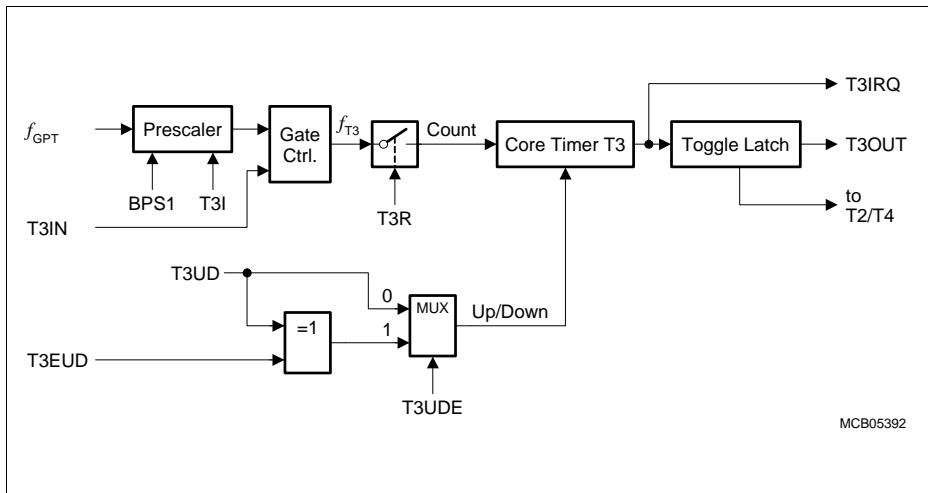 T3IRQ
fGPT
Prescaler
Gate
Ctrl.
fT3
Count
Core Timer T3
Toggle Latch
T3OUT
BPS1
T3I
T3R
to
T2/T4
T3IN
T3UD
0
MUX
Up/Down
=1
1
T3EUD
T3UDE
MCB05392